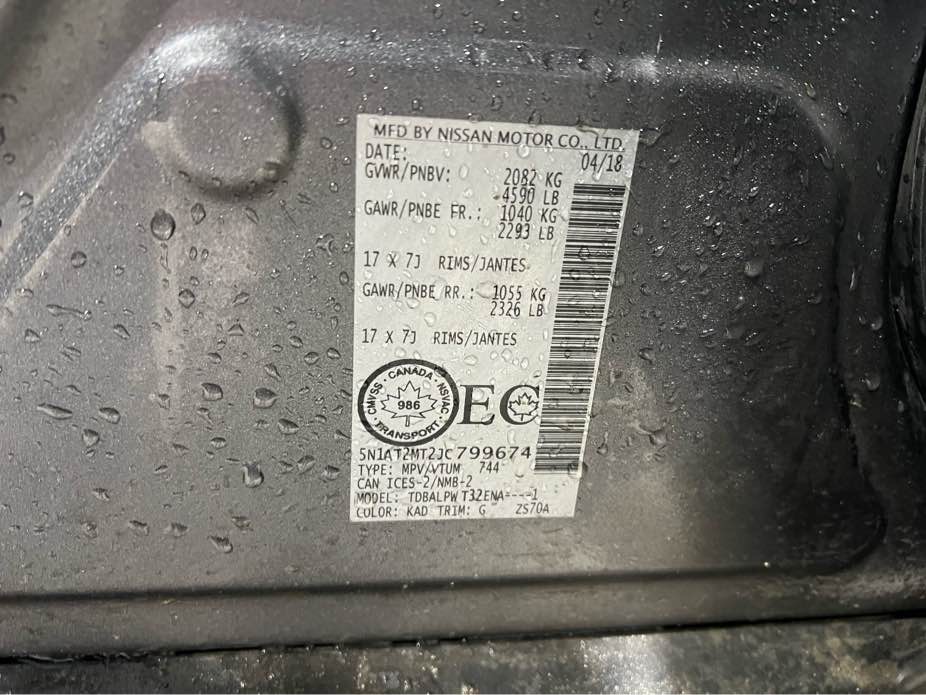 MFD BY NISSAN MOTOR CO., LTD.
DATE: 04/18
GVWR/PNBV: 2082 KG
4590 LB
GAWR/PNBE FR.: 1040 KG
2293 LB
17 X 7J RIMS/JANTES
GAWR/PNBE RR.: 1055 KG
2326 LB
17 X 7J RIMS/JANTES
CMVSS · CANADA · NSVAC · TRANSPORT ·
986
EC
5N1AT2MT2JC799674
TYPE: MPV/VTUM 744
CAN ICES-2/NMB-2
MODEL: TDBALPW T32ENA----1
COLOR: KAD TRIM: G ZS70A